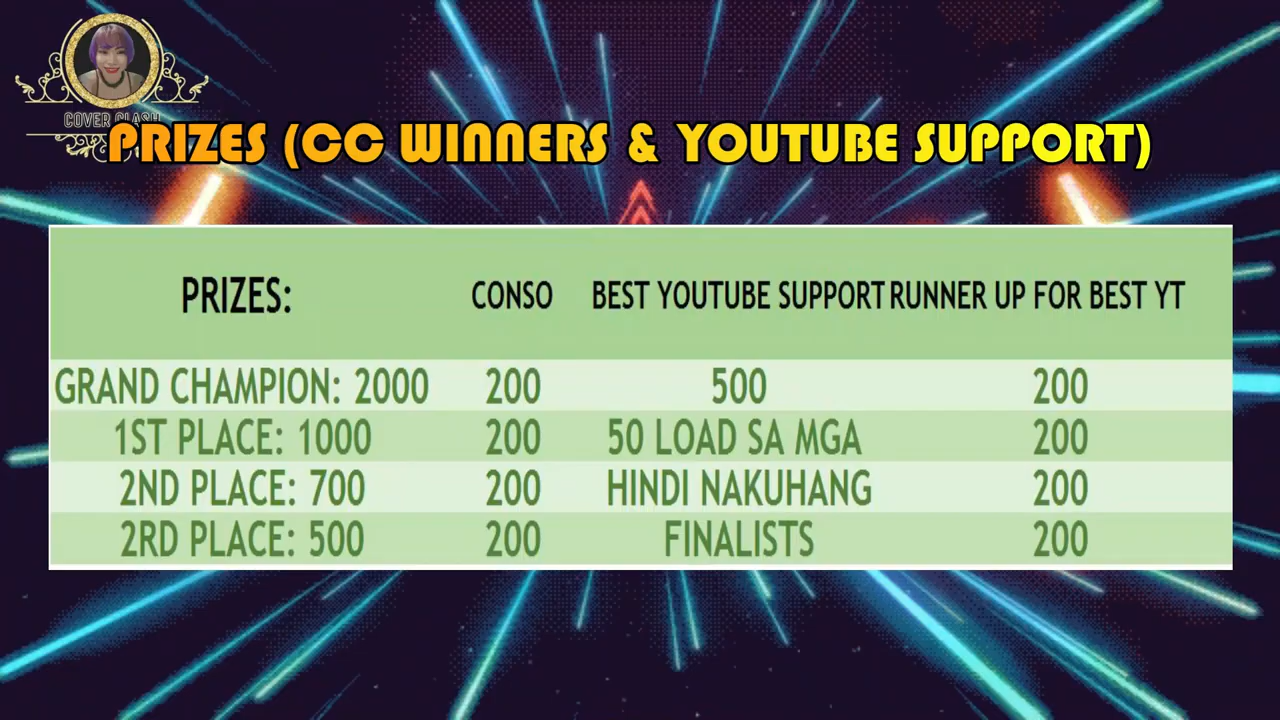 COVER CLASH
PRIZES (CC WINNERS & YOUTUBE SUPPORT)
PRIZES: CONSO BEST YOUTUBE SUPPORT RUNNER UP FOR BEST YT
GRAND CHAMPION: 2000 200 500 200
1ST PLACE: 1000 200 50 LOAD SA MGA 200
2ND PLACE: 700 200 HINDI NAKUHANG 200
2RD PLACE: 500 200 FINALISTS 200